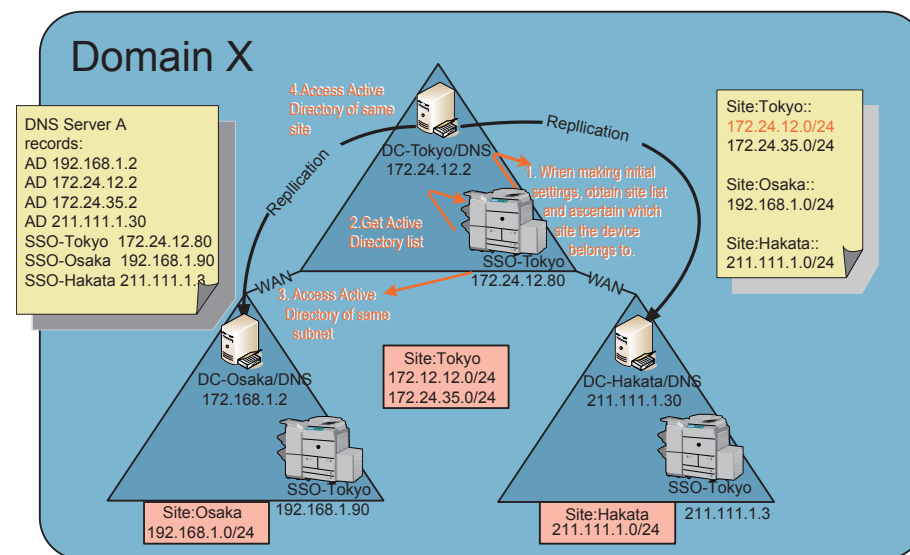 Domain X
DNS Server A
records:
AD 192.168.1.2
AD 172.24.12.2
AD 172.24.35.2
AD 211.111.1.30
SSO-Tokyo 172.24.12.80
SSO-Osaka 192.168.1.90
SSO-Hakata 211.111.1.3
4.Access Active
Directory of same
site
Repllication
Repllication
DC-Tokyo/DNS
172.24.12.2
1. When making initial
settings, obtain site list
and ascertain which
site the device
belongs to.
2.Get Active
Directory list
SSO-Tokyo
172.24.12.80
Site:Tokyo::
172.24.12.0/24
172.24.35.0/24
Site:Osaka::
192.168.1.0/24
Site:Hakata::
211.111.1.0/24
WAN
WAN
3. Access Active
Directory of same
subnet
DC-Osaka/DNS
172.168.1.2
Site:Tokyo
172.12.12.0/24
172.24.35.0/24
DC-Hakata/DNS
211.111.1.30
SSO-Tokyo
192.168.1.90
Site:Osaka
192.168.1.0/24
SSO-Tokyo
211.111.1.3
Site:Hakata
211.111.1.0/24